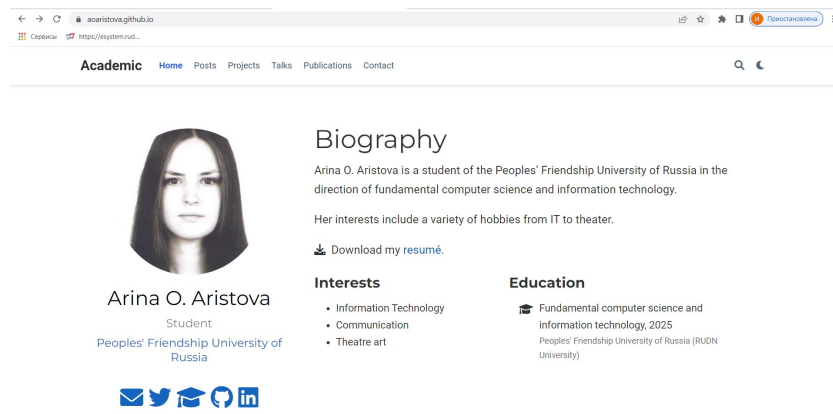 aoaristova.github.io
И Приостановлена
Сервисы https://esystem.rud...
Academic Home Posts Projects Talks Publications Contact
Biography
Arina O. Aristova is a student of the Peoples' Friendship University of Russia in the
direction of fundamental computer science and information technology.
Her interests include a variety of hobbies from IT to theater.
Download my resumé.
Arina O. Aristova
Student
Peoples' Friendship University of
Russia
in
Interests
• Information Technology
• Communication
• Theatre art
Education
Fundamental computer science and
information technology, 2025
Peoples' Friendship University of Russia (RUDN
University)